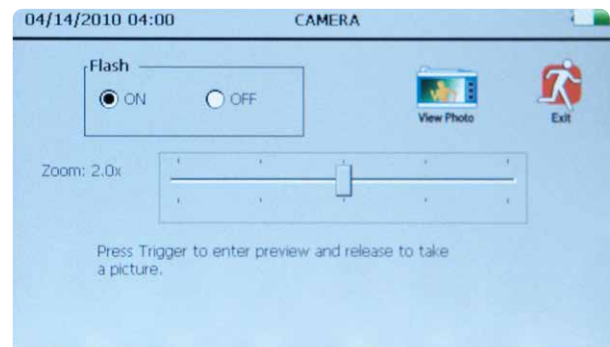 04/14/2010 04:00 CAMERA
Flash
ON OFF
View Photo
Exit
Zoom: 2.0x
Press Trigger to enter preview and release to take
a picture.